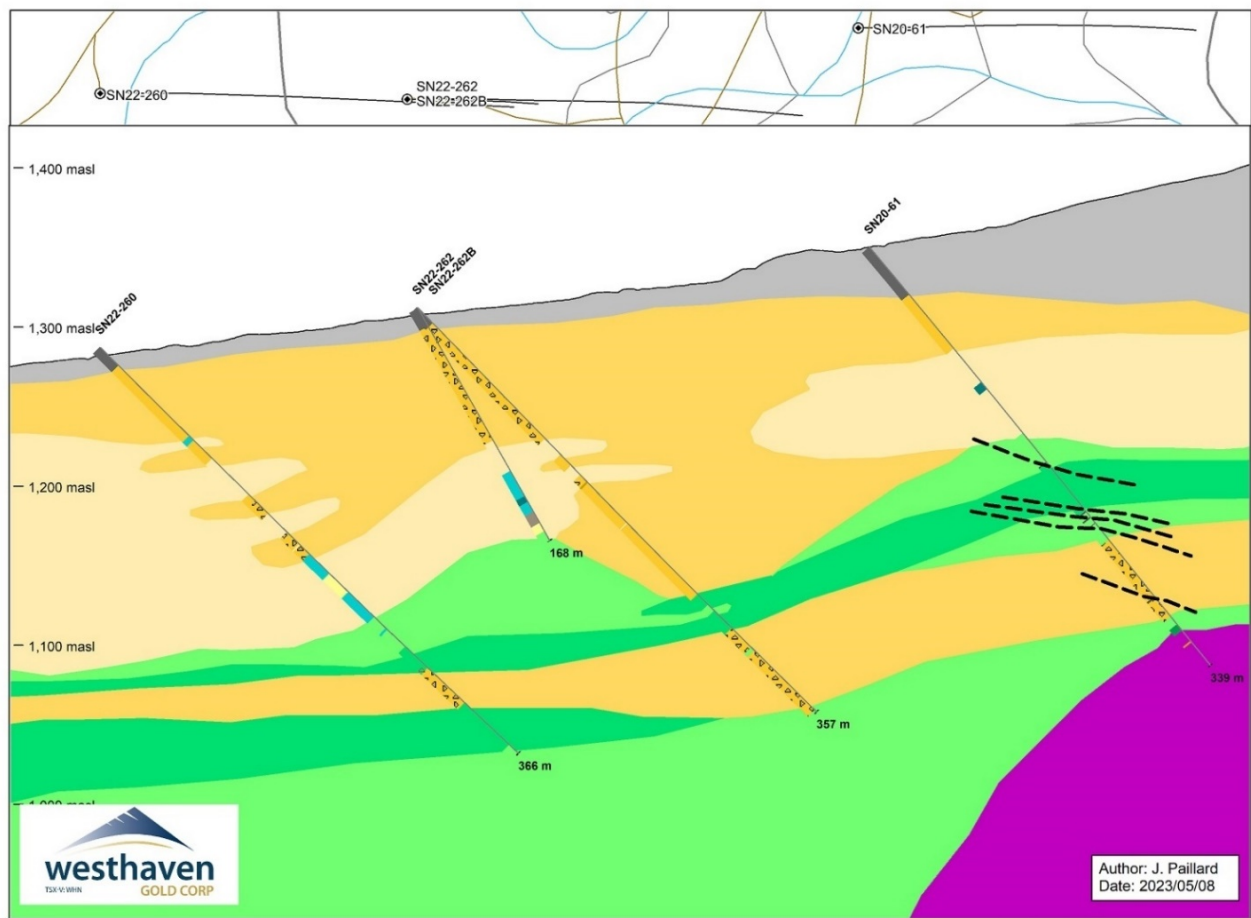 SN20-61
SN22-260
SN22-262
SN22-262B
1,400 masl
SN20-61
SN22-262
SN22-262B
SN22-260
1,300 masl
1,200 masl
168 m
1,100 masl
339 m
357 m
366 m
westhaven
TSX-V: WHN
GOLD CORP
Author: J. Paillard
Date: 2023/05/08